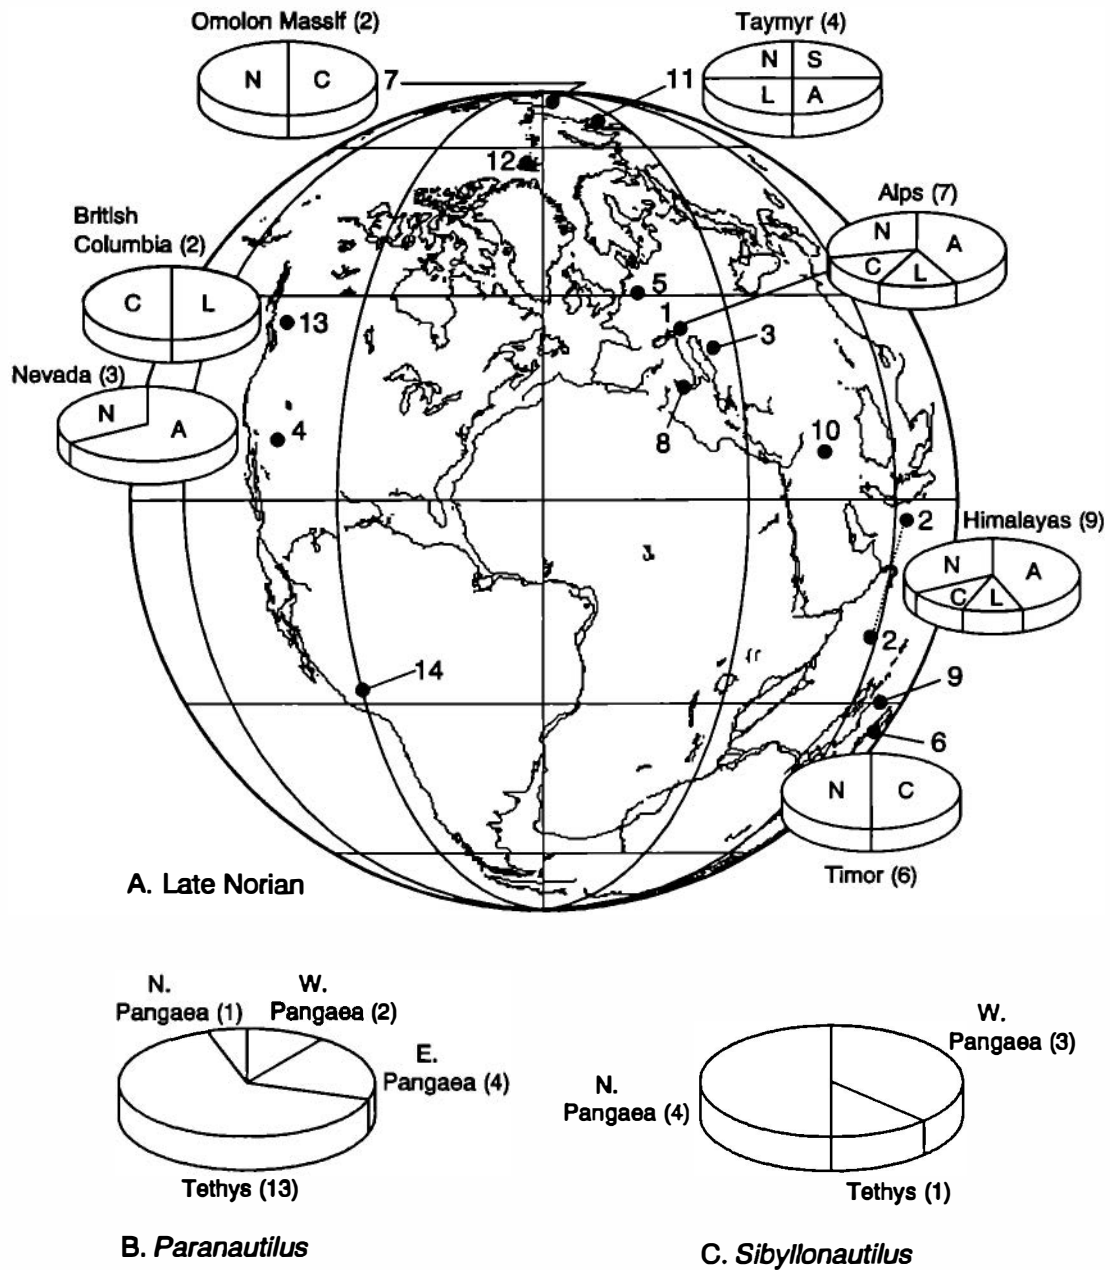 Omolon Massif (2)
N C
7
Taymyr (4)
N S
L A
11
12
Alps (7)
N A
C L
British
Columbia (2)
C L
13
5
1
3
Nevada (3)
N A
4
8
10
2
Himalayas (9)
N A
C L
2
14
9
6
N C
Timor (6)
A. Late Norian
N.
Pangaea (1)
W.
Pangaea (2)
E.
Pangaea (4)
Tethys (13)
B. Paranautilus
W.
Pangaea (3)
N.
Pangaea (4)
Tethys (1)
C. Sibyllonautilus